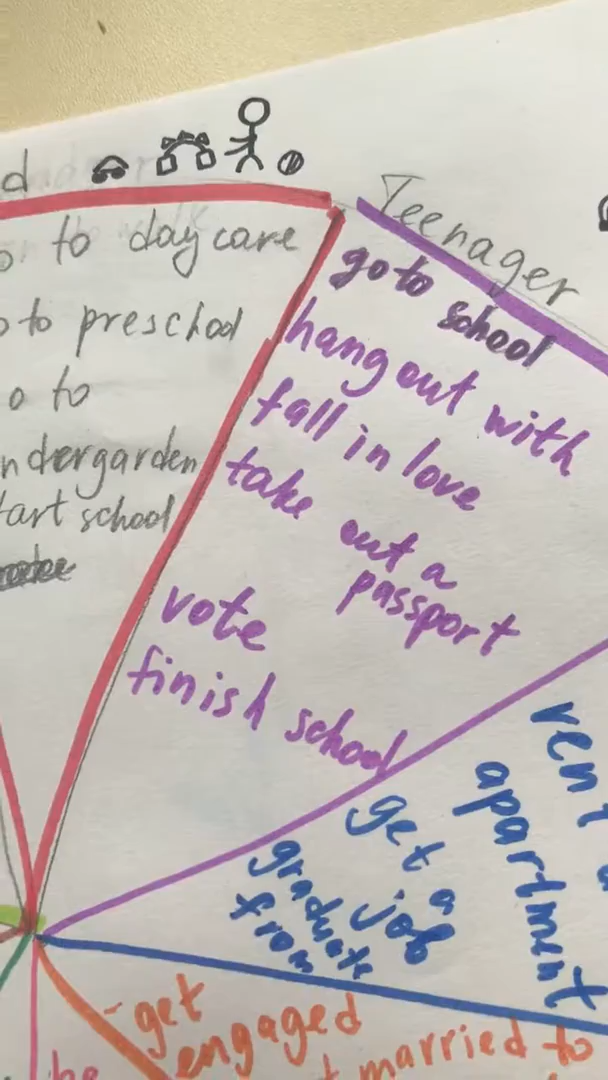 d
to day care
to preschool
o to
ndergarden
tart school
Teenager
go to school
hang out with
fall in love
take out a
passport
vote
finish school
rent a
apartment
get a
job
graduate
from
get
engaged
married to
be